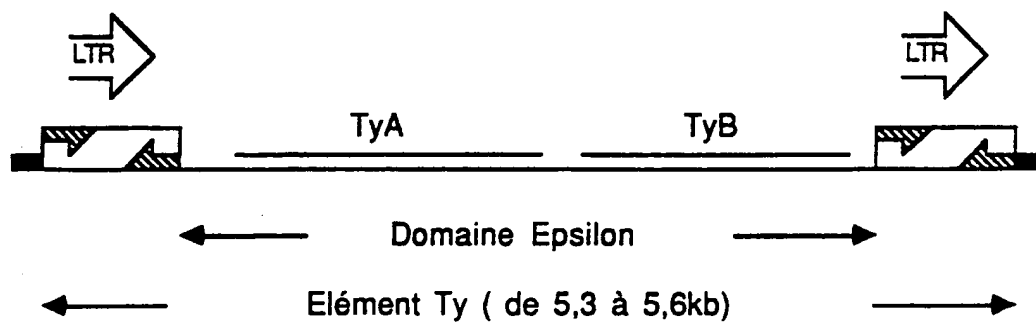 LTR LTR
TyA TyB
Domaine Epsilon
Elément Ty ( de 5,3 à 5,6kb)